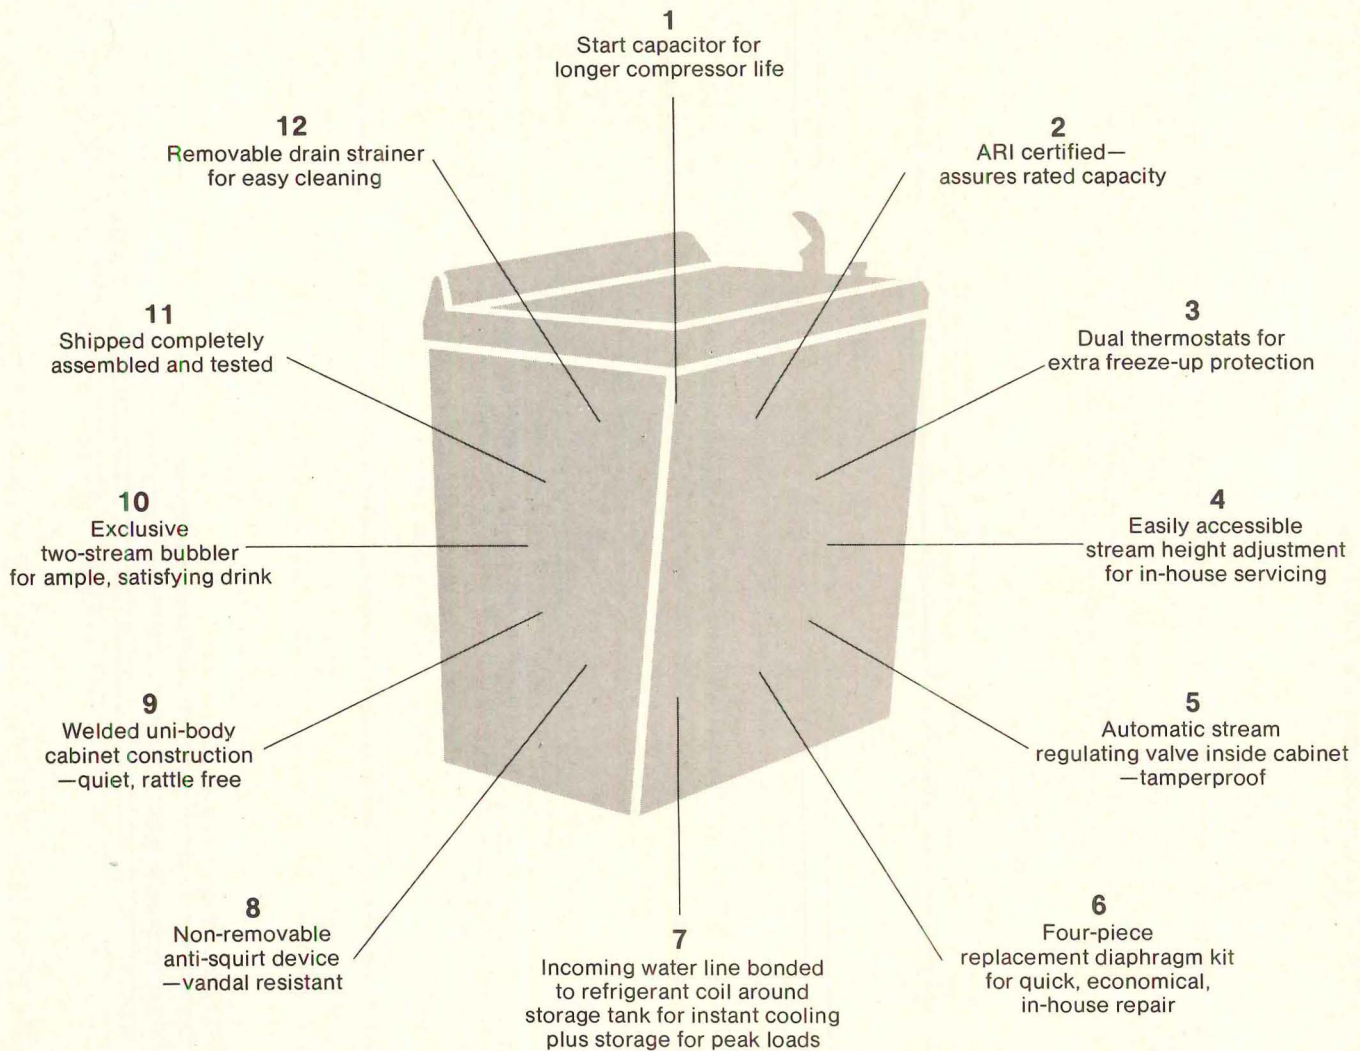 1
Start capacitor for
longer compressor life
2
ARI certified—
assures rated capacity
3
Dual thermostats for
extra freeze-up protection
4
Easily accessible
stream height adjustment
for in-house servicing
5
Automatic stream
regulating valve inside cabinet
—tamperproof
6
Four-piece
replacement diaphragm kit
for quick, economical,
in-house repair
7
Incoming water line bonded
to refrigerant coil around
storage tank for instant cooling
plus storage for peak loads
8
Non-removable
anti-squirt device
—vandal resistant
9
Welded uni-body
cabinet construction
—quiet, rattle free
10
Exclusive
two-stream bubbler
for ample, satisfying drink
11
Shipped completely
assembled and tested
12
Removable drain strainer
for easy cleaning